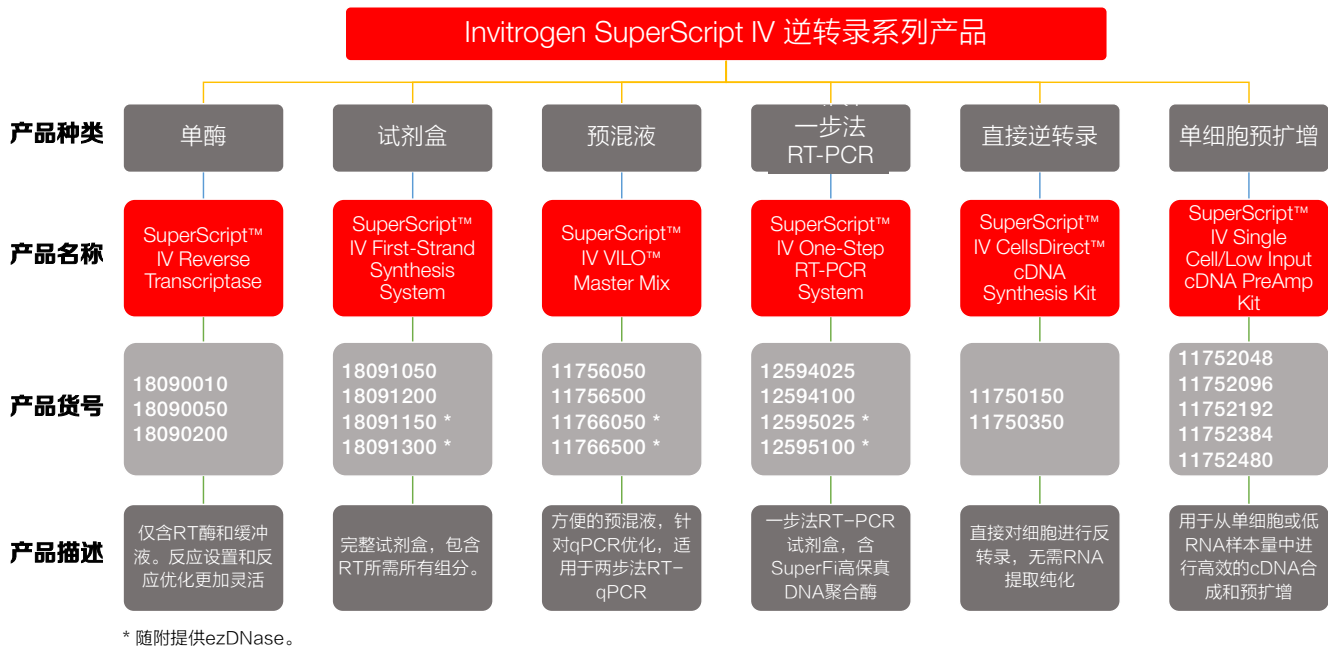 Invitrogen SuperScript IV 逆转录系列产品
产品种类
单酶
试剂盒
预混液
一步法
RT-PCR
直接逆转录
单细胞预扩增
产品名称
SuperScript™
IV Reverse
Transcriptase
SuperScript™
IV First-Strand
Synthesis
System
SuperScript™
IV VILO™
Master Mix
SuperScript™
IV One-Step
RT-PCR
System
SuperScript™
IV CellsDirect™
cDNA
Synthesis Kit
SuperScript™
IV Single
Cell/Low Input
cDNA PreAmp
Kit
产品货号
18090010
18090050
18090200
18091050
18091200
18091150 *
18091300 *
11756050
11756500
11766050 *
11766500 *
12594025
12594100
12595025 *
12595100 *
11750150
11750350
11752048
11752096
11752192
11752384
11752480
产品描述
仅含RT酶和缓冲
液。反应设置和反
应优化更加灵活
完整试剂盒，包含
RT所需所有组分。
方便的预混液，针
对qPCR优化，适
用于两步法RT-
qPCR
一步法RT-PCR
试剂盒，含
SuperFi高保真
DNA聚合酶
直接对细胞进行反
转录，无需RNA
提取纯化
用于从单细胞或低
RNA样本量中进
行高效的cDNA合
成和预扩增
* 随附提供ezDNase。